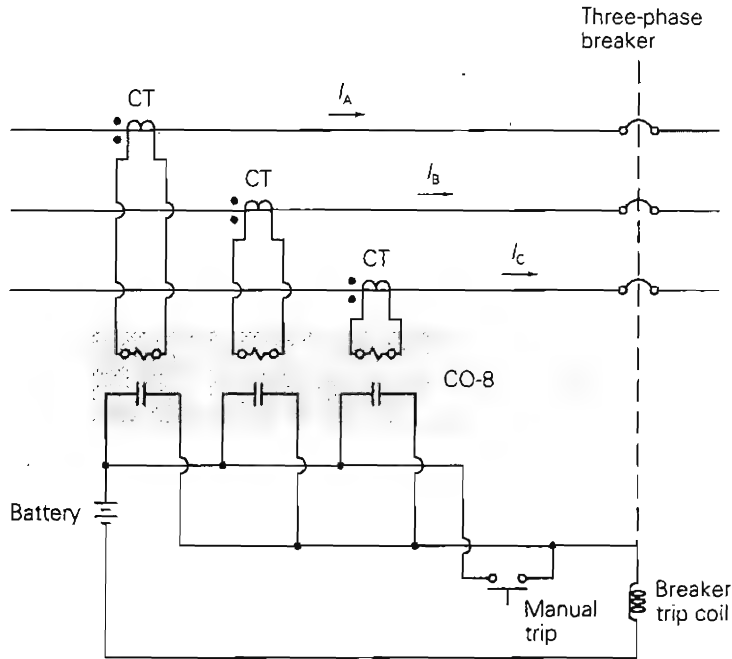 Three-phase
breaker
CT
I_A
CT
I_B
CT
I_C
CO-8
Battery
Manual
trip
Breaker
trip coil